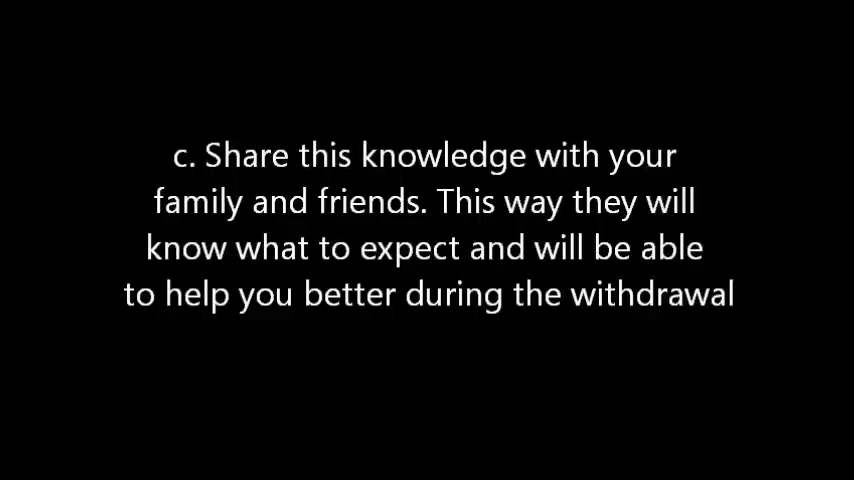 c. Share this knowledge with your
family and friends. This way they will
know what to expect and will be able
to help you better during the withdrawal